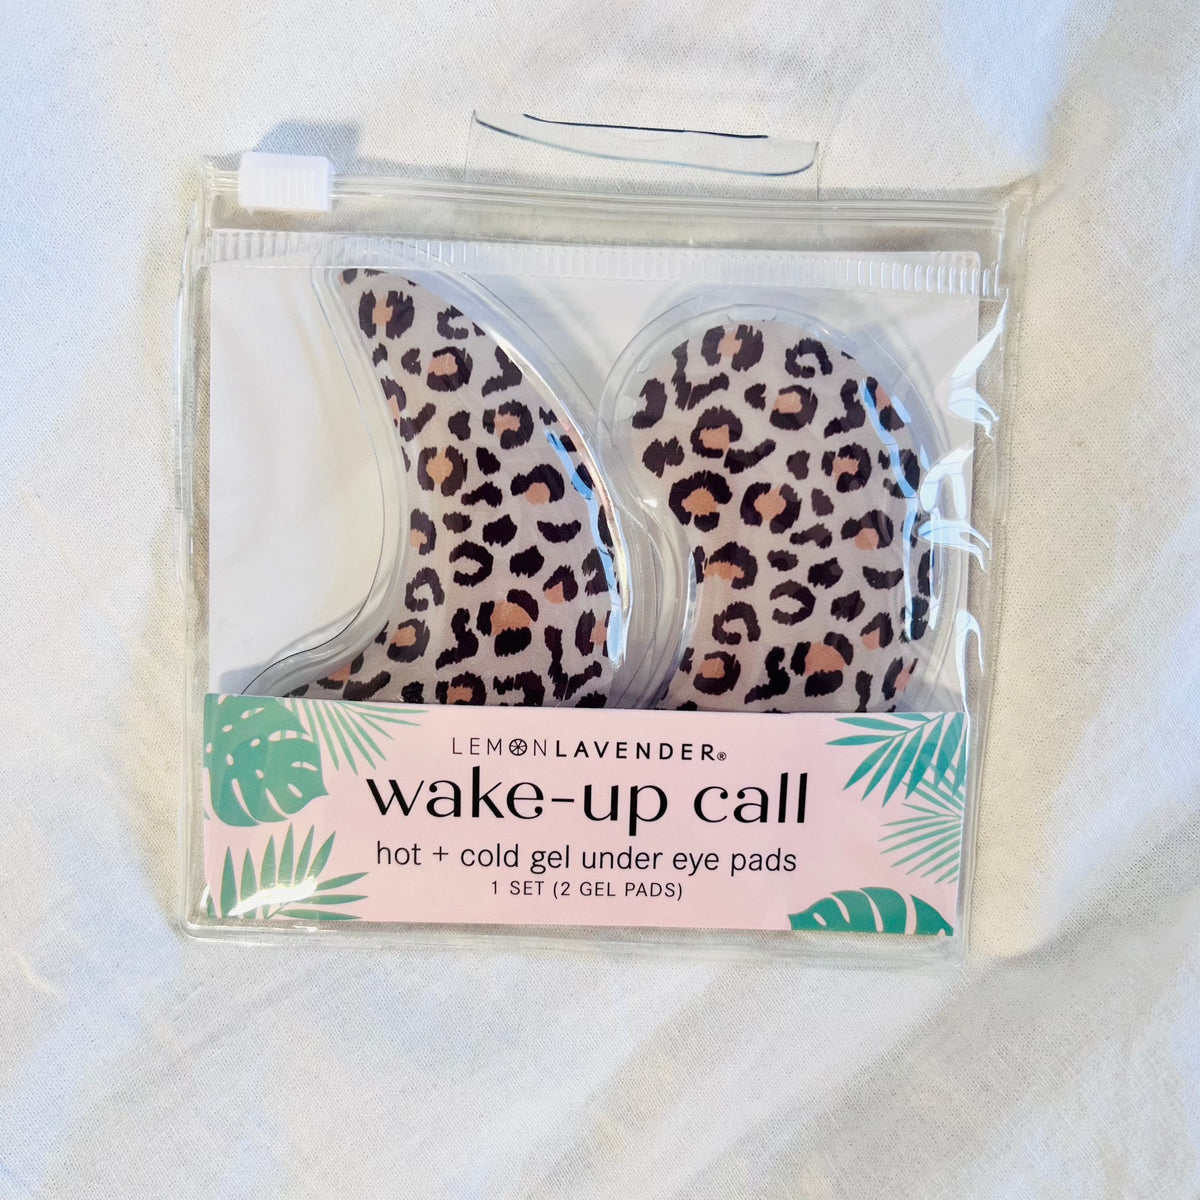 LEMONLAVENDER®
wake-up call
hot + cold gel under eye pads
1 SET (2 GEL PADS)